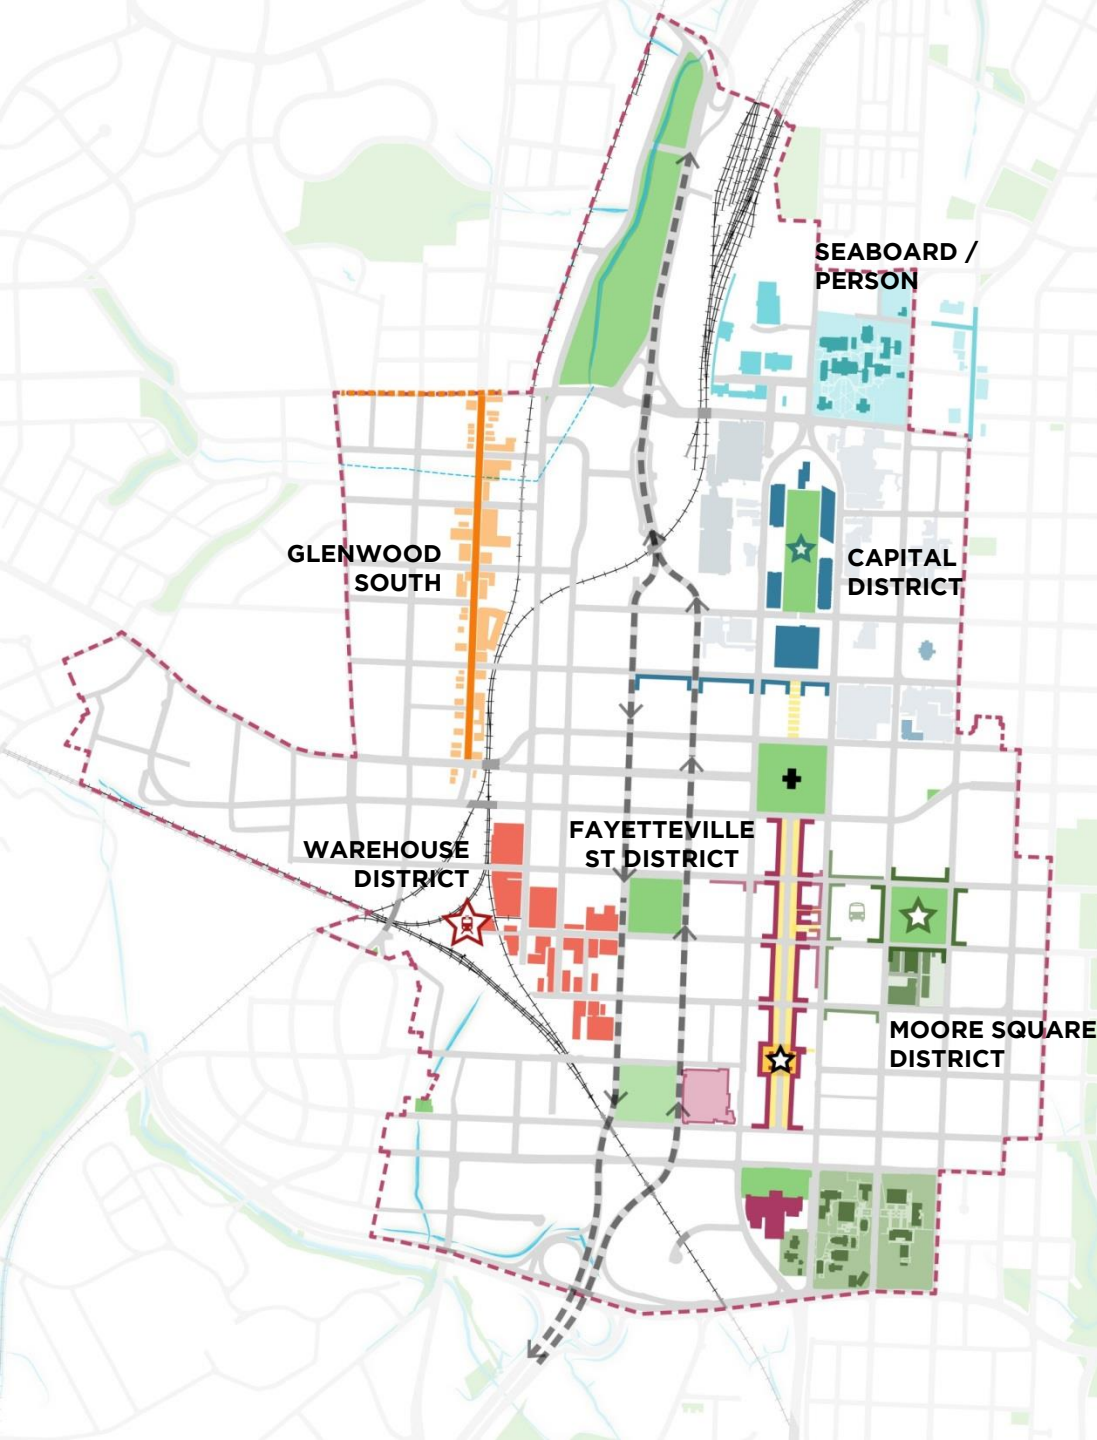 SEABOARD /
PERSON
GLENWOOD
SOUTH
CAPITAL
DISTRICT
WAREHOUSE
DISTRICT
FAYETTEVILLE
ST DISTRICT
MOORE SQUARE
DISTRICT